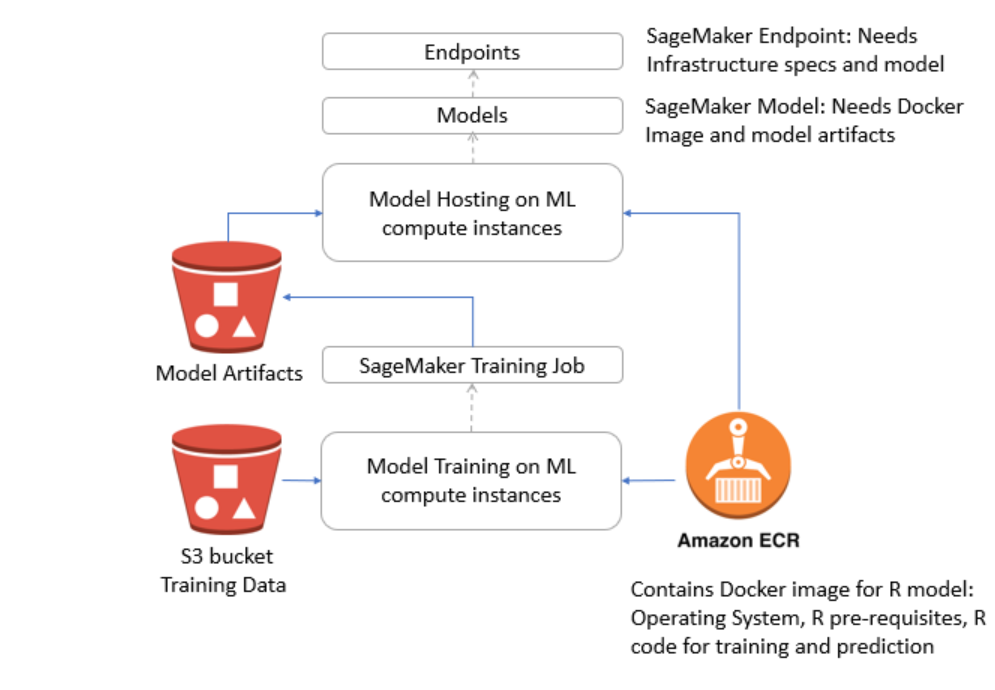 Endpoints
SageMaker Endpoint: Needs
Infrastructure specs and model
Models
SageMaker Model: Needs Docker
Image and model artifacts
Model Hosting on ML
compute instances
Model Artifacts
SageMaker Training Job
Model Training on ML
compute instances
S3 bucket
Training Data
Amazon ECR
Contains Docker image for R model:
Operating System, R pre-requisites, R
code for training and prediction